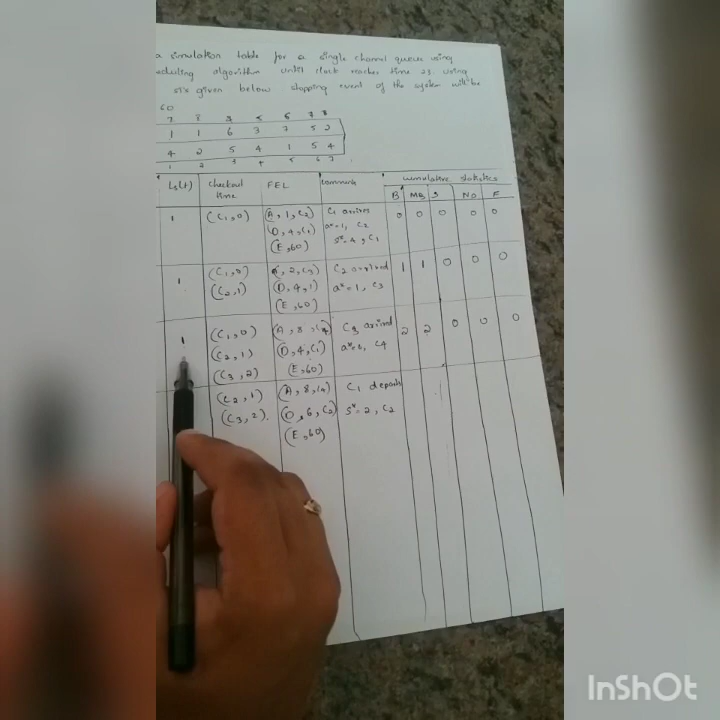 a simulation table for a single channel queue using
eduling algorithm until clock reaches time 23. using
six given below stopping event of the system will be
60
1 1 6 3 7 5 2
4 2 5 4 1 5 4
1 2 3 4 5 6 7
Ls(t) Checkout time FEL comments cumulative statistics
B MB S ND F
1 (C1,0) (A,1,C2) C1 arrives 0 0 0 0 0
(D,4,C1) a*=1, C2
(E,60) s*=4, C1
1 (C1,0) (A,2,C3) C2 arrived 1 1 0 0 0
(C2,1) (D,4,1) a*=1, C3
(E,60)
1 (C1,0) (A,8,C4) C3 arrived 2 2 0 0 0
(C2,1) (D,4,C1) C4
(C3,2) (E,60)
(C2,1) (A,8,C4) C1 departs
(C3,2) (D,6,C2) s*=2, C2
(E,60)
InShOt